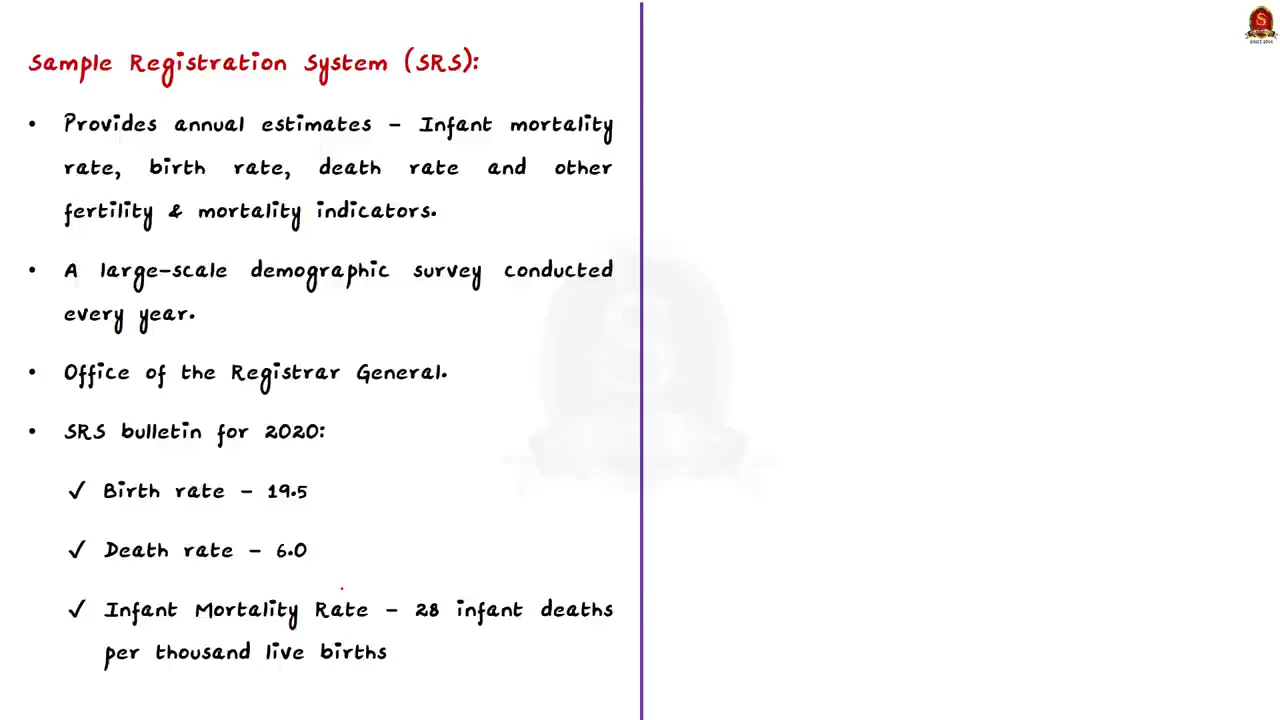 Sample Registration System (SRS):
• Provides annual estimates – Infant mortality
rate, birth rate, death rate and other
fertility & mortality indicators.
• A large-scale demographic survey conducted
every year.
• Office of the Registrar General.
• SRS bulletin for 2020:
✓ Birth rate – 19.5
✓ Death rate – 6.0
✓ Infant Mortality Rate – 28 infant deaths
per thousand live births
S
SINCE 2004
S